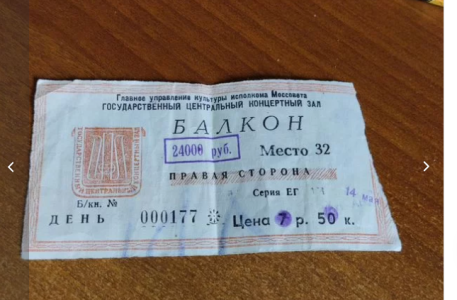 Главное управление культуры исполкома Моссовета
ГОСУДАРСТВЕННЫЙ ЦЕНТРАЛЬНЫЙ КОНЦЕРТНЫЙ ЗАЛ
БАЛКОН
24000 руб. Место 32
ПРАВАЯ СТОРОНА
Серия ЕГ
Б/кн. №
ДЕНЬ 000177 Цена 7 р. 50 к.